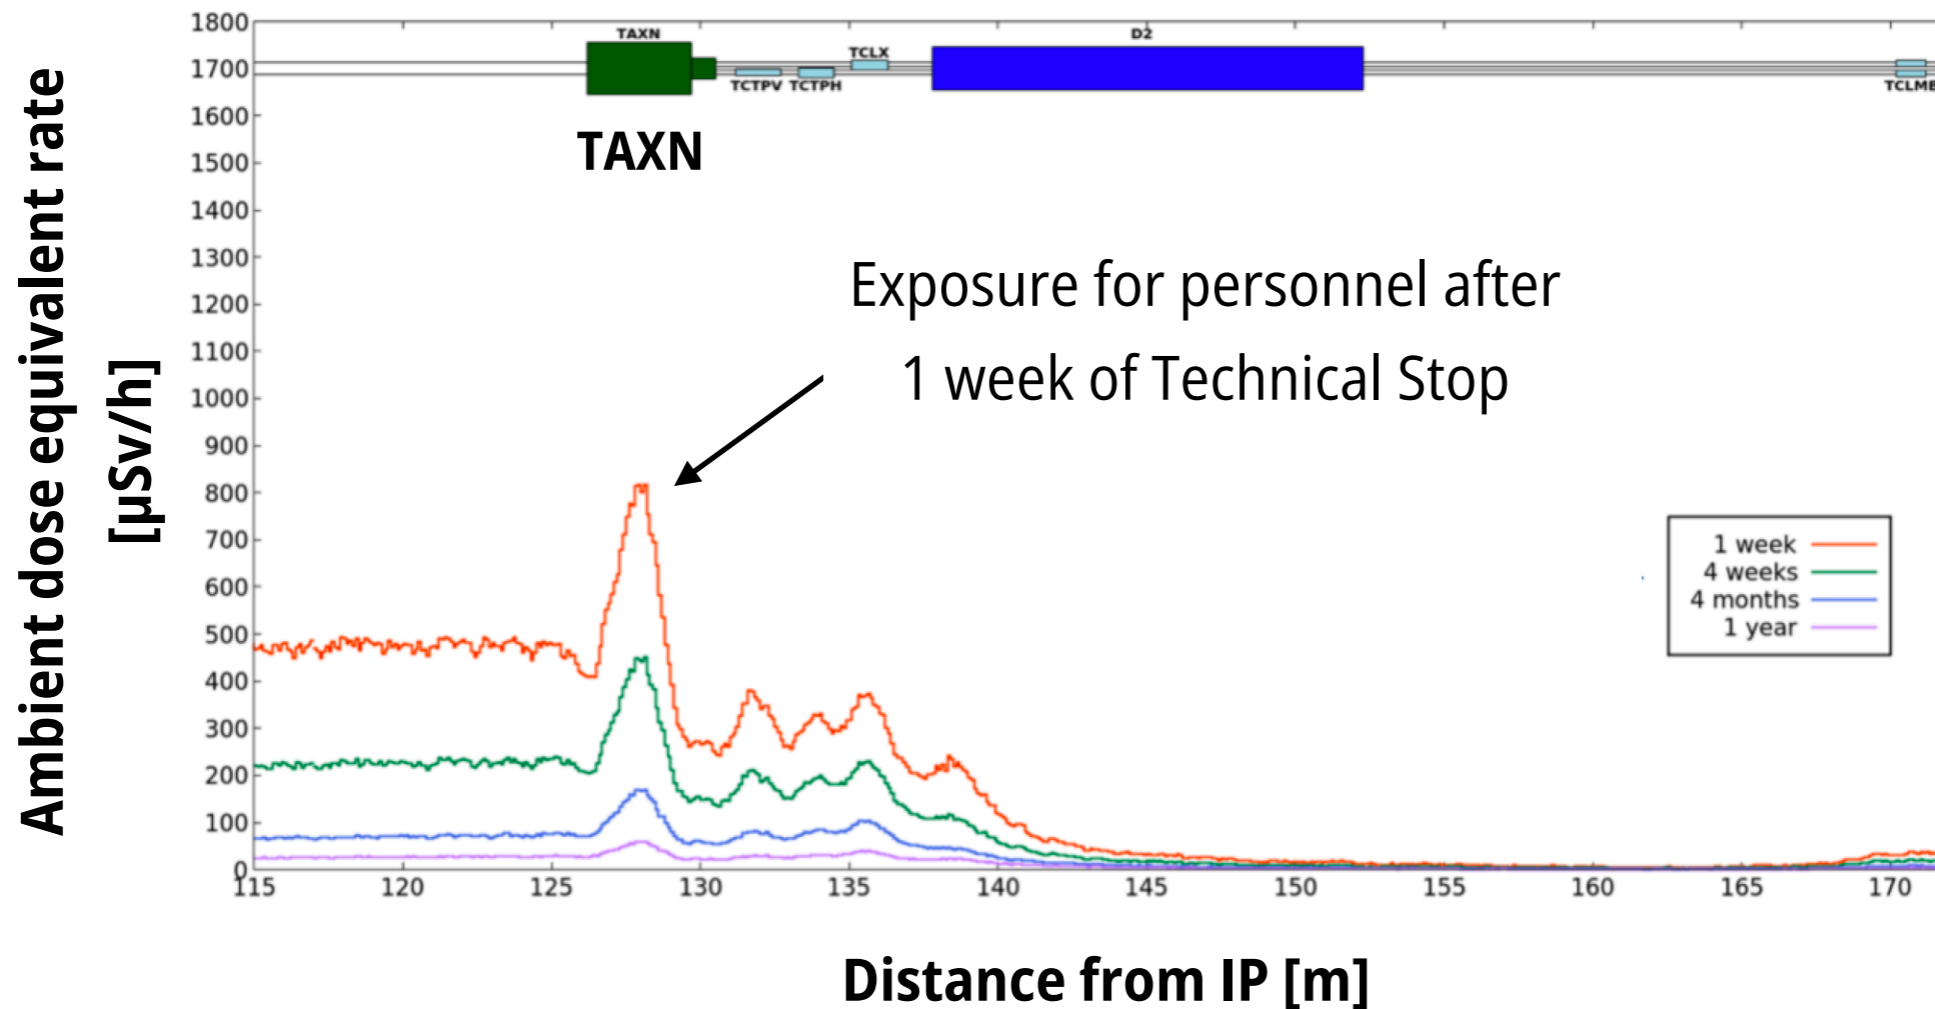 Ambient dose equivalent rate
[µSv/h]
1800
1700
1600
1500
1400
1300
1200
1100
1000
900
800
700
600
500
400
300
200
100
0
TAXN
TCTPV
TCTPH
TCLX
D2
TAXN
Exposure for personnel after
1 week of Technical Stop
1 week
4 weeks
4 months
1 year
115
120
125
130
135
140
145
150
155
160
165
170
Distance from IP [m]